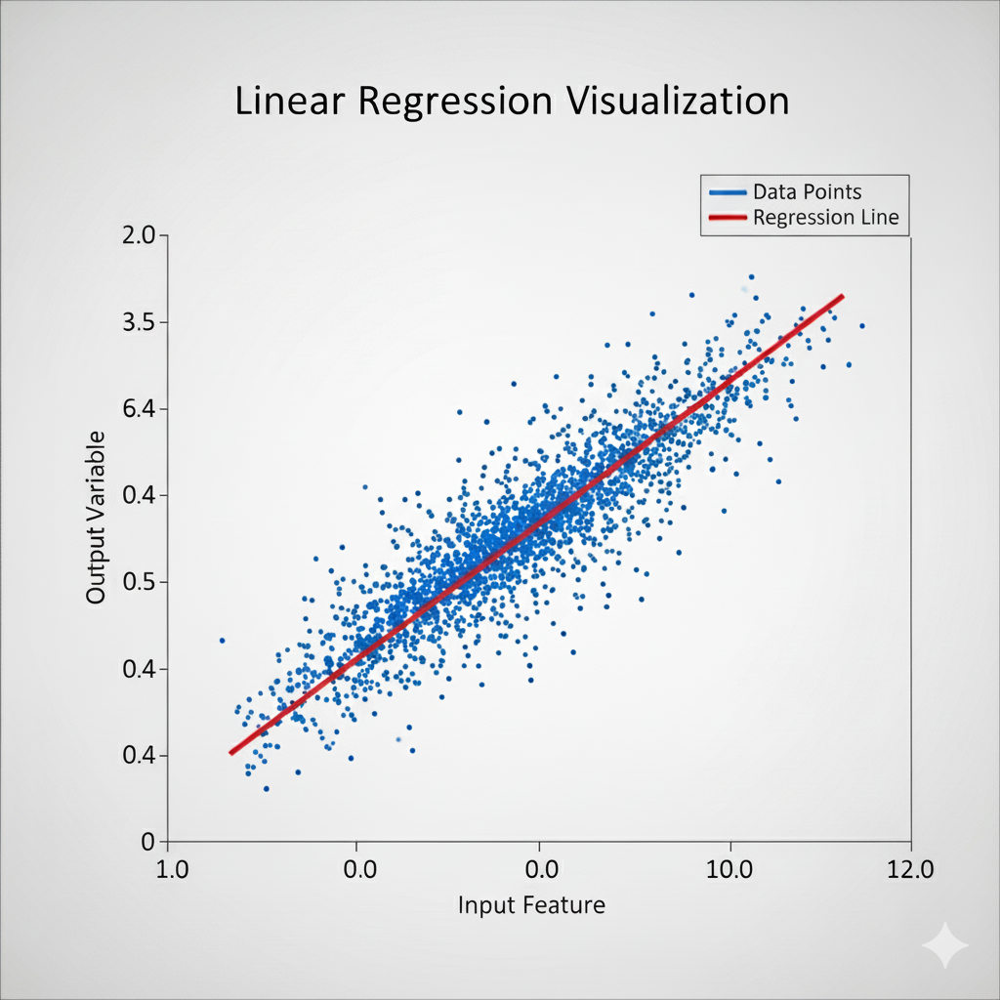 Linear Regression Visualization
Data Points
Regression Line
2.0
3.5
6.4
0.4
0.5
0.4
0.4
0
Output Variable
1.0 0.0 0.0 10.0 12.0
Input Feature